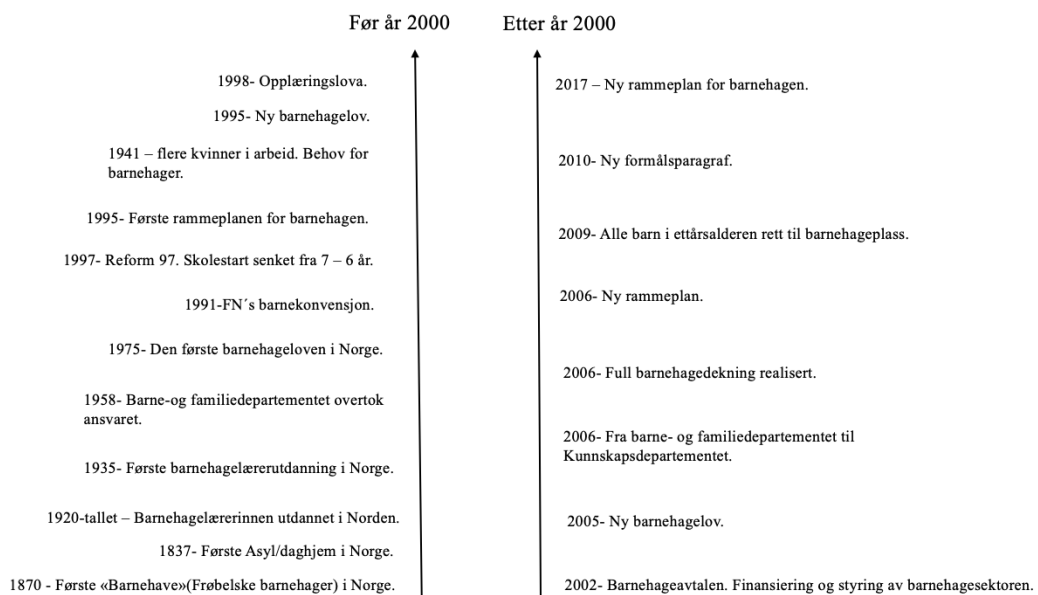 Før år 2000
1998- Opplæringslova.
1995- Ny barnehagelov.
1941 – flere kvinner i arbeid. Behov for
barnehager.
1995- Første rammeplanen for barnehagen.
1997- Reform 97. Skolestart senket fra 7 – 6 år.
1991-FN´s barnekonvensjon.
1975- Den første barnehageloven i Norge.
1958- Barne-og familiedepartementet overtok
ansvaret.
1935- Første barnehagelærerutdanning i Norge.
1920-tallet – Barnehagelærerinnen utdannet i Norden.
1837- Første Asyl/daghjem i Norge.
1870 - Første «Barnehave»(Frøbelske barnehager) i Norge.
Etter år 2000
2017 – Ny rammeplan for barnehagen.
2010- Ny formålsparagraf.
2009- Alle barn i ettårsalderen rett til barnehageplass.
2006- Ny rammeplan.
2006- Full barnehagedekning realisert.
2006- Fra barne- og familiedepartementet til
Kunnskapsdepartementet.
2005- Ny barnehagelov.
2002- Barnehageavtalen. Finansiering og styring av barnehagesektoren.